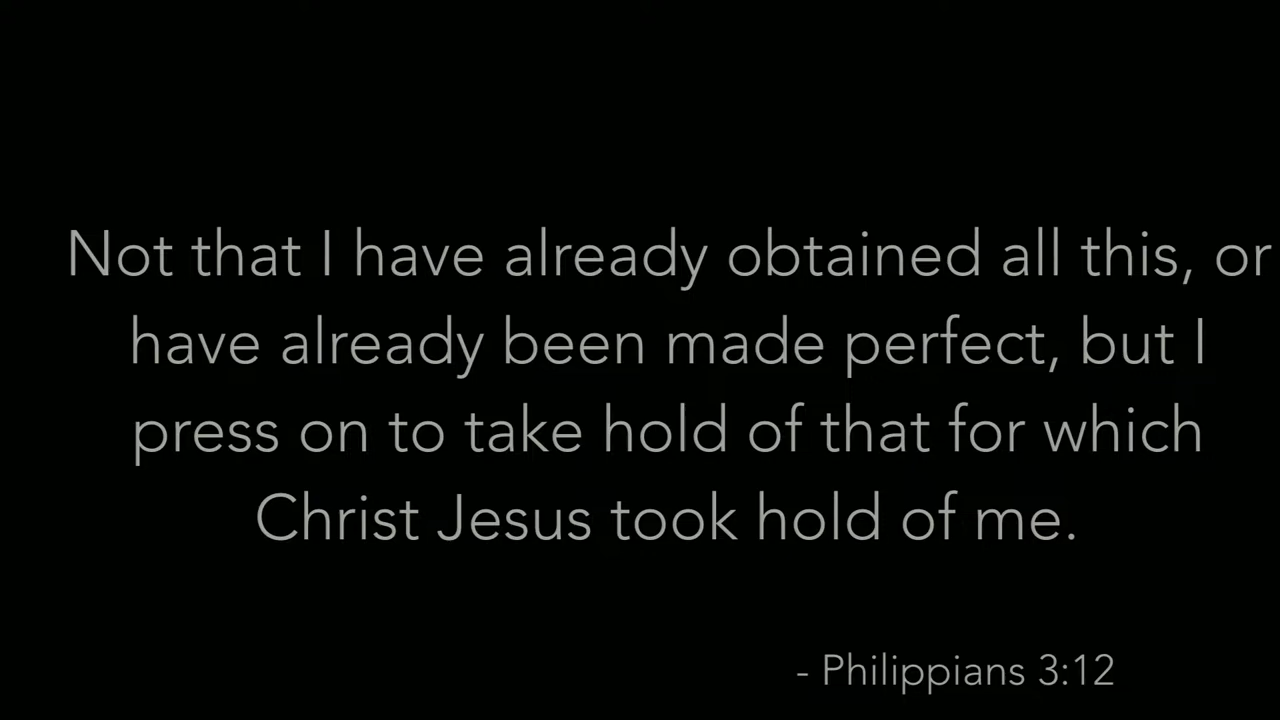 Not that I have already obtained all this, or
have already been made perfect, but I
press on to take hold of that for which
Christ Jesus took hold of me.
- Philippians 3:12